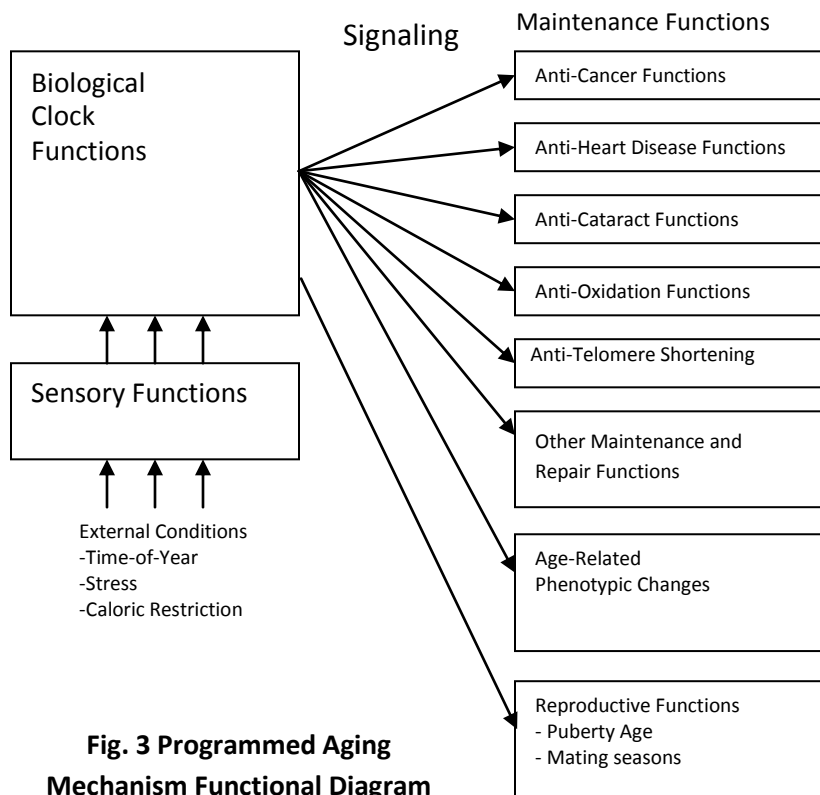 Signaling
Maintenance Functions
Biological
Clock
Functions
Anti-Cancer Functions
Anti-Heart Disease Functions
Anti-Cataract Functions
Anti-Oxidation Functions
Anti-Telomere Shortening
Sensory Functions
Other Maintenance and
Repair Functions
External Conditions
-Time-of-Year
-Stress
-Caloric Restriction
Age-Related
Phenotypic Changes
Reproductive Functions
- Puberty Age
- Mating seasons
Fig. 3 Programmed Aging
Mechanism Functional Diagram